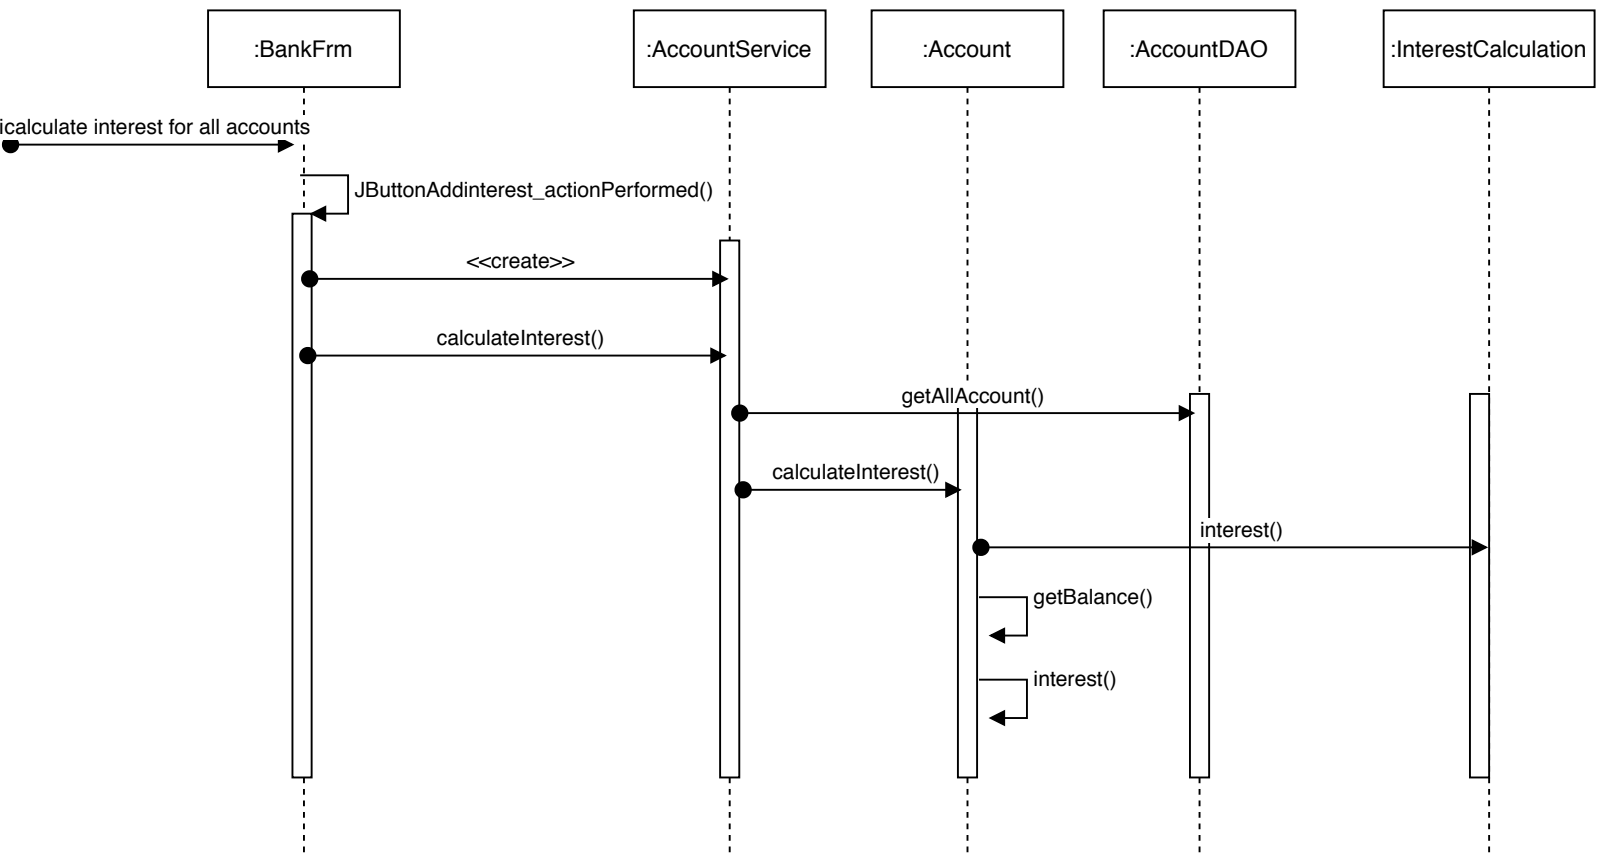 :BankFrm
:AccountService
:Account
:AccountDAO
:InterestCalculation
icalculate interest for all accounts
JButtonAddinterest_actionPerformed()
<<create>>
calculateInterest()
getAllAccount()
calculateInterest()
interest()
getBalance()
interest()